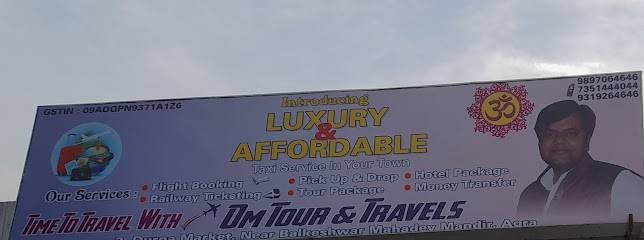 GSTIN : 09ADGPN9371A1Z6
9897064646
7351444044
9319264646
Introducing
LUXURY
&
AFFORDABLE
Taxi Service In Your Town
ॐ
Our Services :
• Flight Booking • Pick Up & Drop • Hotel Package
• Railway Ticketing • Tour Package • Money Transfer
TIME TO TRAVEL WITH OM TOUR & TRAVELS
Durga Market, Near Balkeshwar Mahadev Mandir, Agra